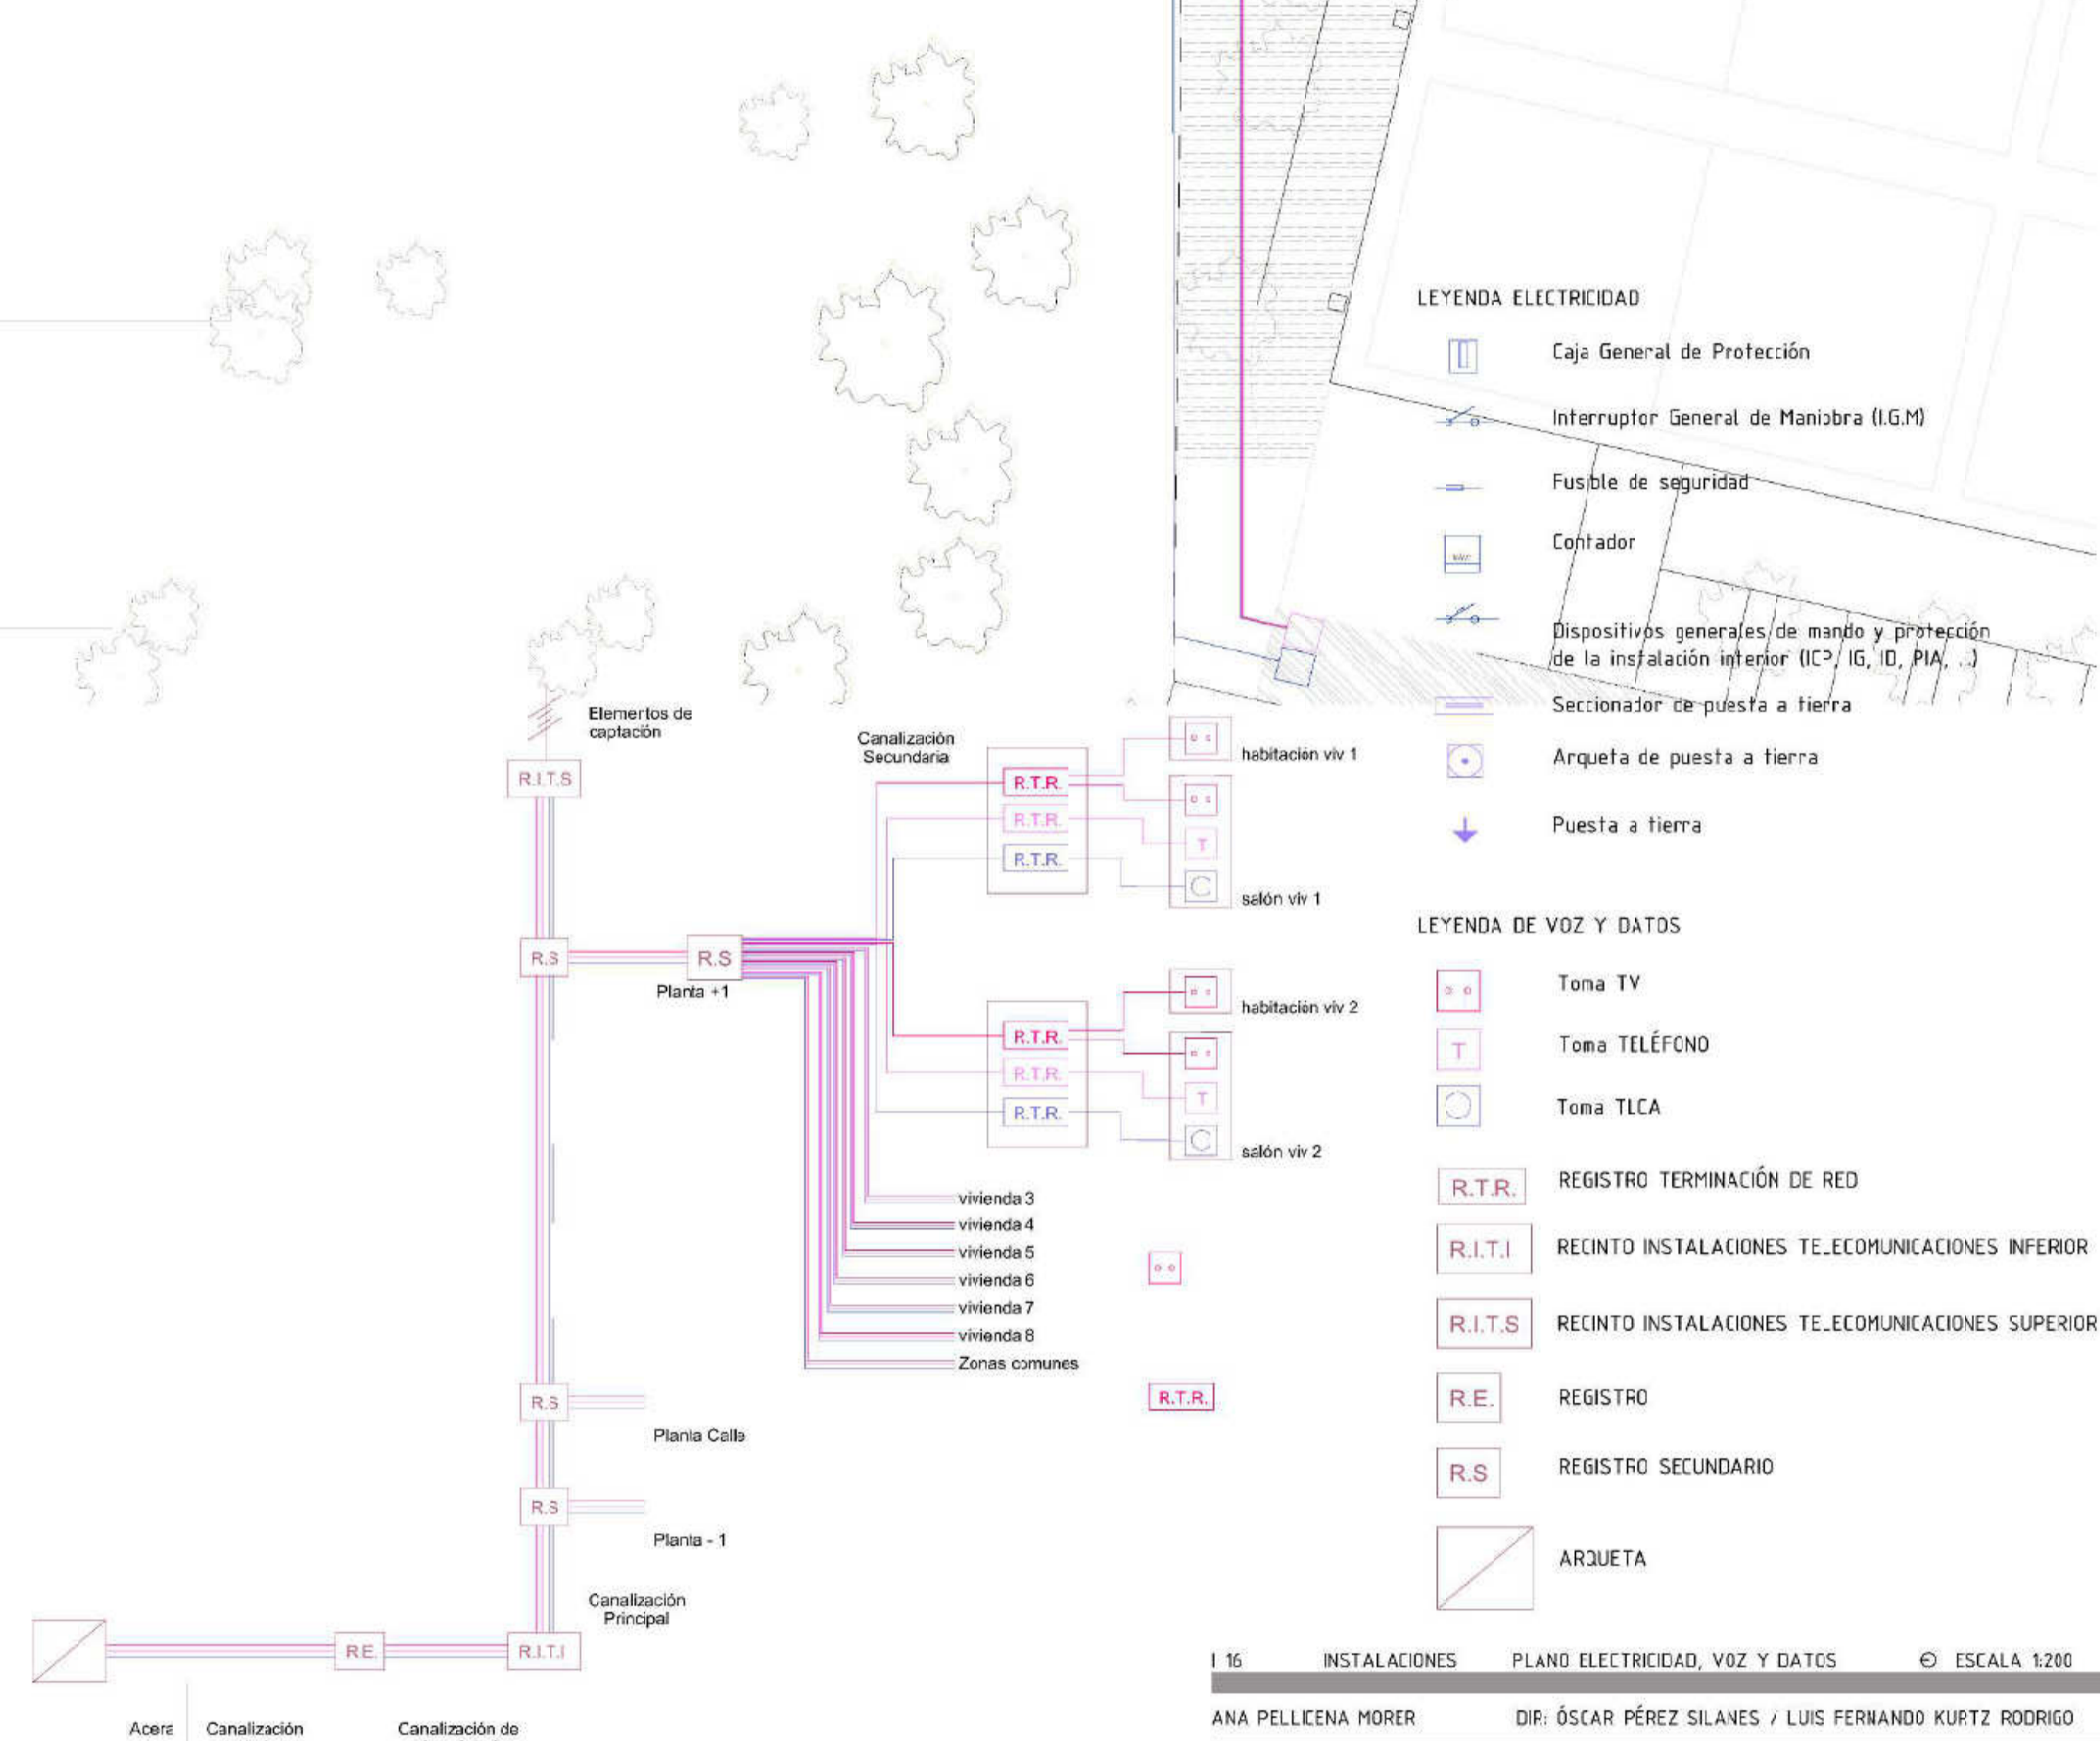 LEYENDA ELECTRICIDAD
Caja General de Protección
Interruptor General de Maniobra (I.G.M)
Fusible de seguridad
Contador
Dispositivos generales de mando y protección
de la instalación interior (ICP, IG, ID, PIA, ...)
Seccionador de puesta a tierra
Arqueta de puesta a tierra
Puesta a tierra
LEYENDA DE VOZ Y DATOS
Toma TV
T
Toma TELÉFONO
Toma TLCA
R.T.R.
REGISTRO TERMINACIÓN DE RED
R.I.T.I
RECINTO INSTALACIONES TELECOMUNICACIONES INFERIOR
R.I.T.S
RECINTO INSTALACIONES TELECOMUNICACIONES SUPERIOR
R.E.
REGISTRO
R.S
REGISTRO SECUNDARIO
ARQUETA
Elementos de
captación
R.I.T.S
Canalización
Secundaria
R.T.R.
R.T.R.
R.T.R.
habitación viv 1
T
C
salón viv 1
R.S
R.S
Planta +1
R.T.R.
R.T.R.
R.T.R.
habitación viv 2
T
C
salón viv 2
vivienda 3
vivienda 4
vivienda 5
vivienda 6
vivienda 7
vivienda 8
Zonas comunes
R.T.R.
R.S
Planta Calle
R.S
Planta - 1
Canalización
Principal
R.E.
R.I.T.I
Acera
Canalización
Canalización de
I 16
INSTALACIONES
PLANO ELECTRICIDAD, VOZ Y DATOS
ESCALA 1:200
ANA PELLICENA MORER
DIR: ÓSCAR PÉREZ SILANES / LUIS FERNANDO KURTZ RODRIGO